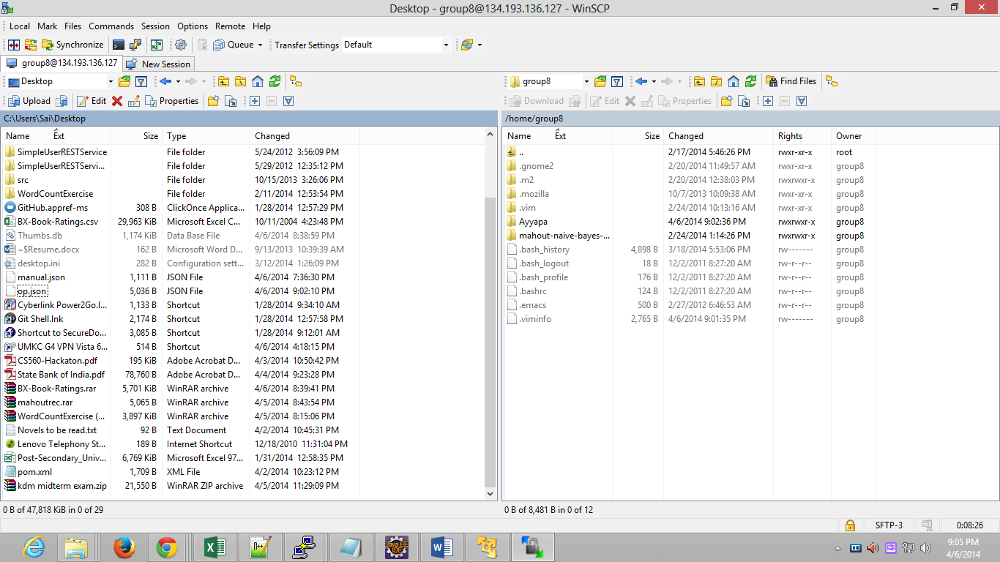 Desktop - group8@134.193.136.127 - WinSCP
Local Mark Files Commands Session Options Remote Help
Synchronize Queue Transfer Settings Default
group8@134.193.136.127 New Session
Desktop group8 Find Files
Upload Edit Properties Download Edit Properties
C:\Users\Sai\Desktop
Name Ext Size Type Changed
SimpleUserRESTService File folder 5/24/2012 3:56:09 PM
SimpleUserRESTServi... File folder 5/29/2012 12:35:12 PM
src File folder 10/15/2013 3:26:06 PM
WordCountExercise File folder 2/11/2014 12:53:54 PM
GitHub.appref-ms 308 B ClickOnce Applica... 1/28/2014 12:57:29 PM
BX-Book-Ratings.csv 29,963 KiB Microsoft Excel C... 10/11/2004 4:23:48 PM
Thumbs.db 1,174 KiB Data Base File 4/6/2014 8:38:59 PM
~$Resume.docx 162 B Microsoft Word D... 9/13/2013 10:39:39 AM
desktop.ini 282 B Configuration sett... 3/12/2014 1:26:09 PM
manual.json 1,111 B JSON File 4/6/2014 7:36:30 PM
op.json 5,036 B JSON File 4/6/2014 9:02:10 PM
Cyberlink Power2Go.l... 1,133 B Shortcut 1/28/2014 9:34:10 AM
Git Shell.lnk 2,174 B Shortcut 1/28/2014 12:57:58 PM
Shortcut to SecureDo... 3,085 B Shortcut 1/28/2014 9:12:01 AM
UMKC G4 VPN Vista 6... 514 B Shortcut 4/6/2014 4:18:15 PM
CS560-Hackaton.pdf 195 KiB Adobe Acrobat D... 4/3/2014 10:50:42 PM
State Bank of India.pdf 78,760 B Adobe Acrobat D... 4/4/2014 9:23:28 PM
BX-Book-Ratings.rar 5,701 KiB WinRAR archive 4/6/2014 8:39:41 PM
mahoutrec.rar 5,065 B WinRAR archive 4/5/2014 8:43:54 PM
WordCountExercise (... 3,897 KiB WinRAR archive 4/5/2014 8:15:06 PM
Novels to be read.txt 92 B Text Document 4/2/2014 10:45:31 PM
Lenovo Telephony St... 189 B Internet Shortcut 12/18/2010 11:31:04 PM
Post-Secondary_Univ... 6,769 KiB Microsoft Excel 97... 1/31/2014 12:58:35 PM
pom.xml 1,709 B XML File 4/2/2014 10:23:12 PM
kdm midterm exam.zip 21,550 B WinRAR ZIP archive 4/5/2014 11:29:09 PM
0 B of 47,818 KiB in 0 of 29
/home/group8
Name Ext Size Changed Rights Owner
.. 2/17/2014 5:46:26 PM rwxr-xr-x root
.gnome2 2/20/2014 11:49:57 AM rwxr-xr-x group8
.m2 2/20/2014 12:38:03 PM rwxrwxr-x group8
.mozilla 10/7/2013 10:09:38 AM rwxr-xr-x group8
.vim 2/24/2014 10:13:16 AM rwxr-xr-x group8
Ayyapa 4/6/2014 9:02:36 PM rwxrwxr-x group8
mahout-naive-bayes-... 2/24/2014 1:14:26 PM rwxrwxr-x group8
.bash_history 4,898 B 3/18/2014 5:53:06 PM rw------- group8
.bash_logout 18 B 12/2/2011 8:27:20 AM rw-r--r-- group8
.bash_profile 176 B 12/2/2011 8:27:20 AM rw-r--r-- group8
.bashrc 124 B 12/2/2011 8:27:20 AM rw-r--r-- group8
.emacs 500 B 2/27/2012 6:46:53 AM rw-r--r-- group8
.viminfo 2,765 B 4/6/2014 9:01:35 PM rw------- group8
0 B of 8,481 B in 0 of 12
SFTP-3 0:08:26
Java EE
IDE
9:05 PM
4/6/2014